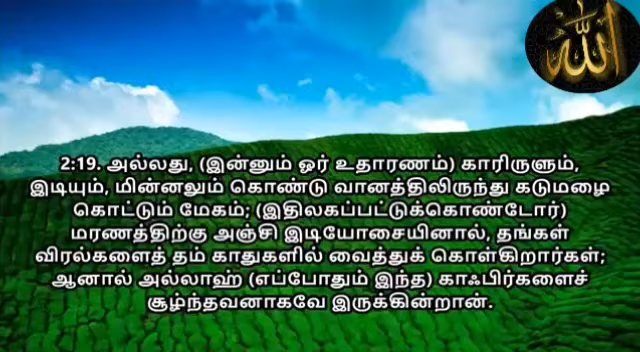 الله
2:19. அல்லது, (இன்னும் ஓர் உதாரணம்) காரிருளும்,
இடியும், மின்னலும் கொண்டு வானத்திலிருந்து கடுமழை
கொட்டும் மேகம்; (இதிலகப்பட்டுக்கொண்டோர்)
மரணத்திற்கு அஞ்சி இடியோசையினால், தங்கள்
விரல்களைத் தம் காதுகளில் வைத்துக் கொள்கிறார்கள்;
ஆனால் அல்லாஹ் (எப்போதும் இந்த) காஃபிர்களைச்
சூழ்ந்தவனாகவே இருக்கின்றான்.